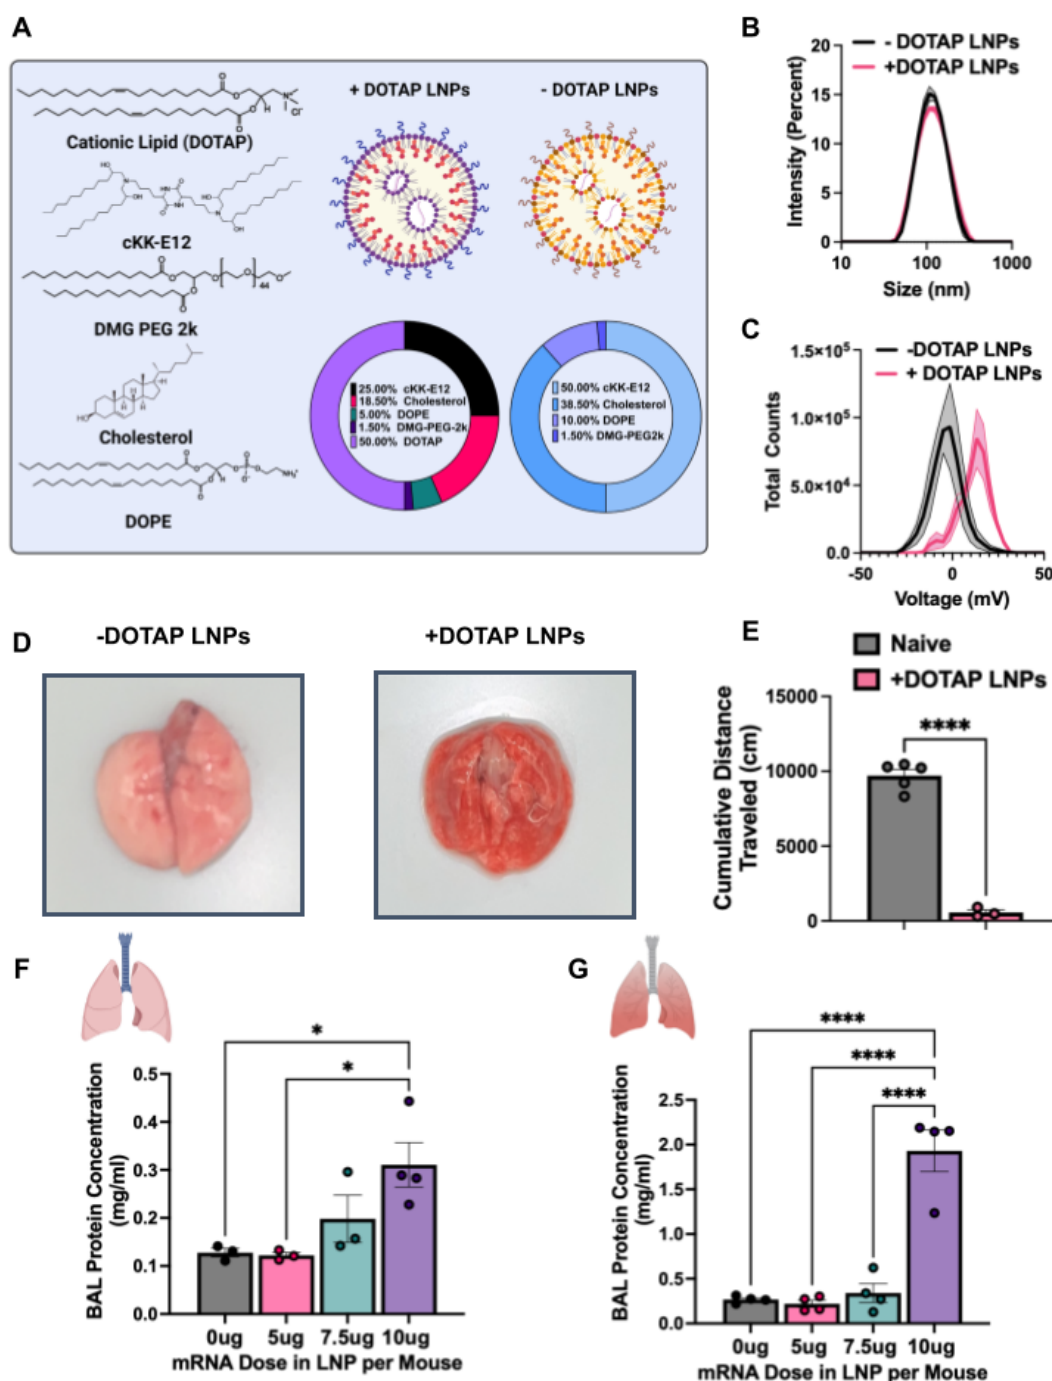 A
Cationic Lipid (DOTAP)
cKK-E12
DMG PEG 2k
44
Cholesterol
DOPE
+ DOTAP LNPs
- DOTAP LNPs
25.00% cKK-E12
18.50% Cholesterol
5.00% DOPE
1.50% DMG-PEG-2k
50.00% DOTAP
50.00% cKK-E12
38.50% Cholesterol
10.00% DOPE
1.50% DMG-PEG2k
B
- DOTAP LNPs
+DOTAP LNPs
Intensity (Percent)
20
15
10
5
0
10 100 1000
Size (nm)
C
-DOTAP LNPs
+ DOTAP LNPs
Total Counts
1.5×10⁵
1.0×10⁵
5.0×10⁴
0.0
-50 0 50
Voltage (mV)
D
-DOTAP LNPs
+DOTAP LNPs
E
Naive
+DOTAP LNPs
Cumulative Distance
Traveled (cm)
15000
10000
5000
0
****
F
BAL Protein Concentration
(mg/ml)
0.5
0.4
0.3
0.2
0.1
0.0
*
*
0ug 5ug 7.5ug 10ug
mRNA Dose in LNP per Mouse
G
BAL Protein Concentration
(mg/ml)
2.5
2.0
1.5
1.0
0.5
0.0
****
****
****
0ug 5ug 7.5ug 10ug
mRNA Dose in LNP per Mouse